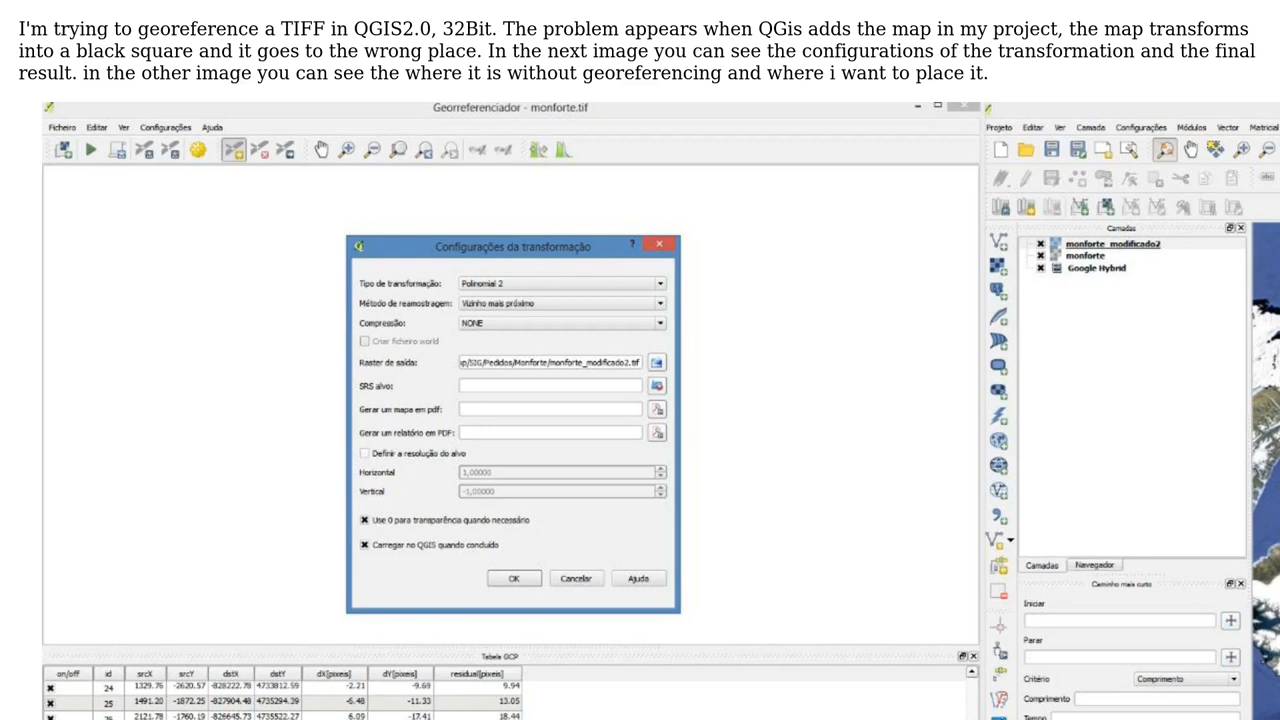 I'm trying to georeference a TIFF in QGIS2.0, 32Bit. The problem appears when QGis adds the map in my project, the map transforms
into a black square and it goes to the wrong place. In the next image you can see the configurations of the transformation and the final
result. in the other image you can see the where it is without georeferencing and where i want to place it.
Georreferenciador - monforte.tif
Ficheiro Editar Ver Configurações Ajuda
Projeto Editar Ver Camada Configurações Módulos Vector Matricial
Camadas
monforte_modificado2
monforte
Google Hybrid
Configurações da transformação
Tipo de transformação: Polinomial 2
Método de reamostragem: Vizinho mais próximo
Compressão: NONE
Criar ficheiro world
Raster de saída: ip/SIG/Pedidos/Monforte/monforte_modificado2.tif
SRS alvo:
Gerar um mapa em pdf:
Gerar um relatório em PDF:
Definir a resolução do alvo
Horizontal 1,00000
Vertical -1,00000
Use 0 para transparência quando necessário
Carregar no QGIS quando concluído
OK Cancelar Ajuda
Camadas Navegador
Caminho mais curto
Iniciar
Parar
Critério Comprimento
Comprimento
Tempo
Tabela GCP
on/off id srcX srcY dstX dstY dX[pixels] dY[pixels] residual[pixels]
24 1329.76 -2620.57 -828222.78 4733812.59 -2.21 -9.69 9.94
25 1491.20 -1872.25 -827904.48 4735294.39 -6.48 -11.33 13.05
26 2121.78 -1760.19 -826645.73 4735522.27 6.09 -17.41 18.44